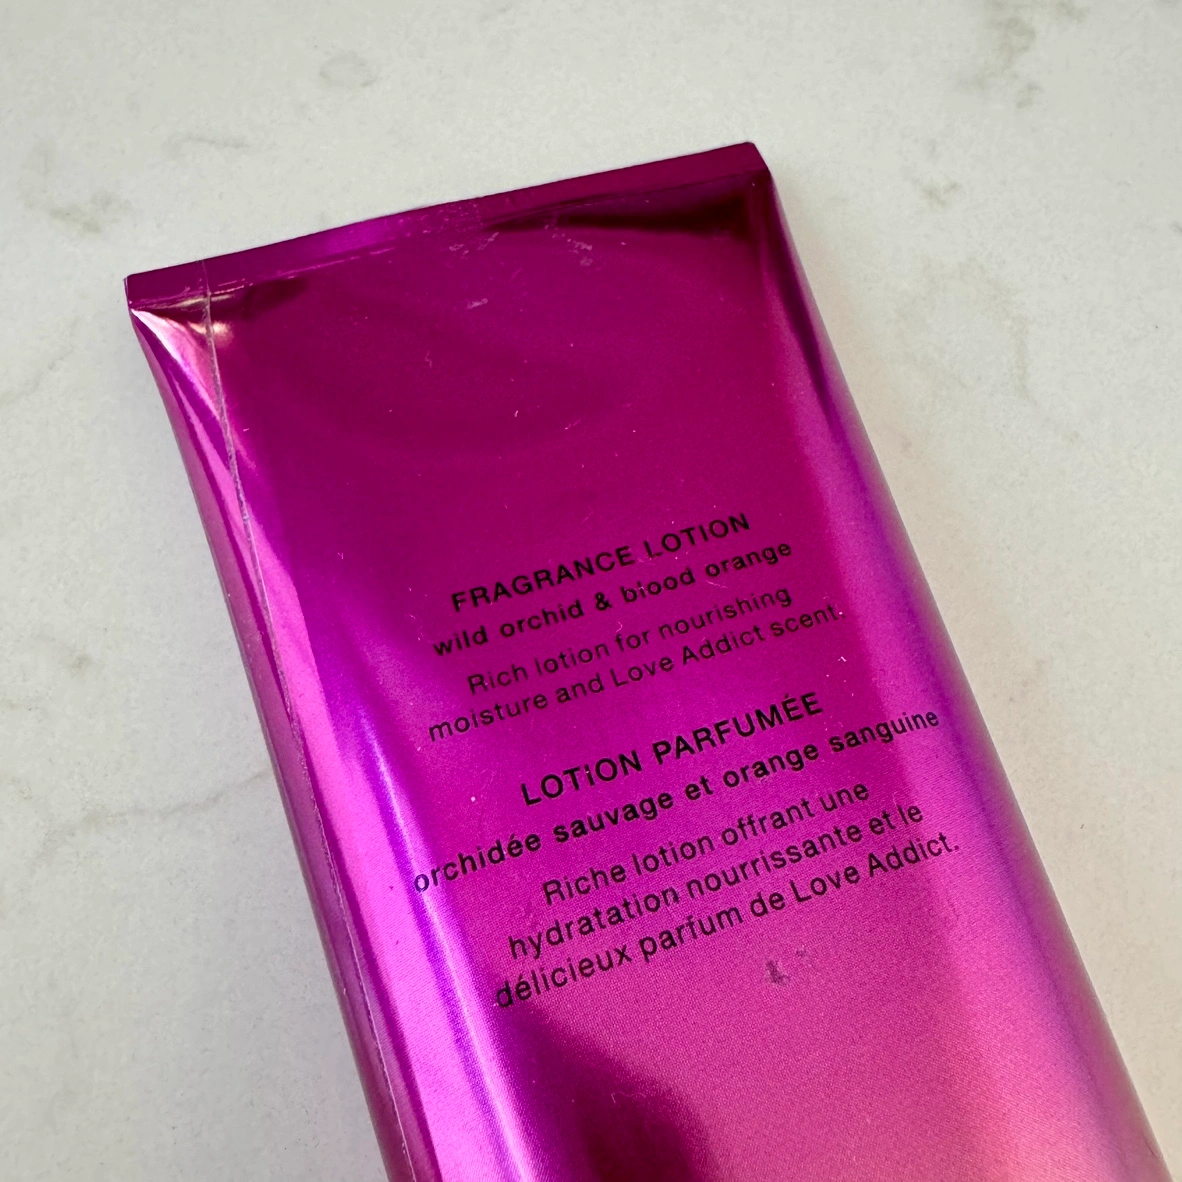 FRAGRANCE LOTION
wild orchid & blood orange
Rich lotion for nourishing
moisture and Love Addict scent.
LOTION PARFUMÉE
orchidée sauvage et orange sanguine
Riche lotion offrant une
hydratation nourrissante et le
délicieux parfum de Love Addict.